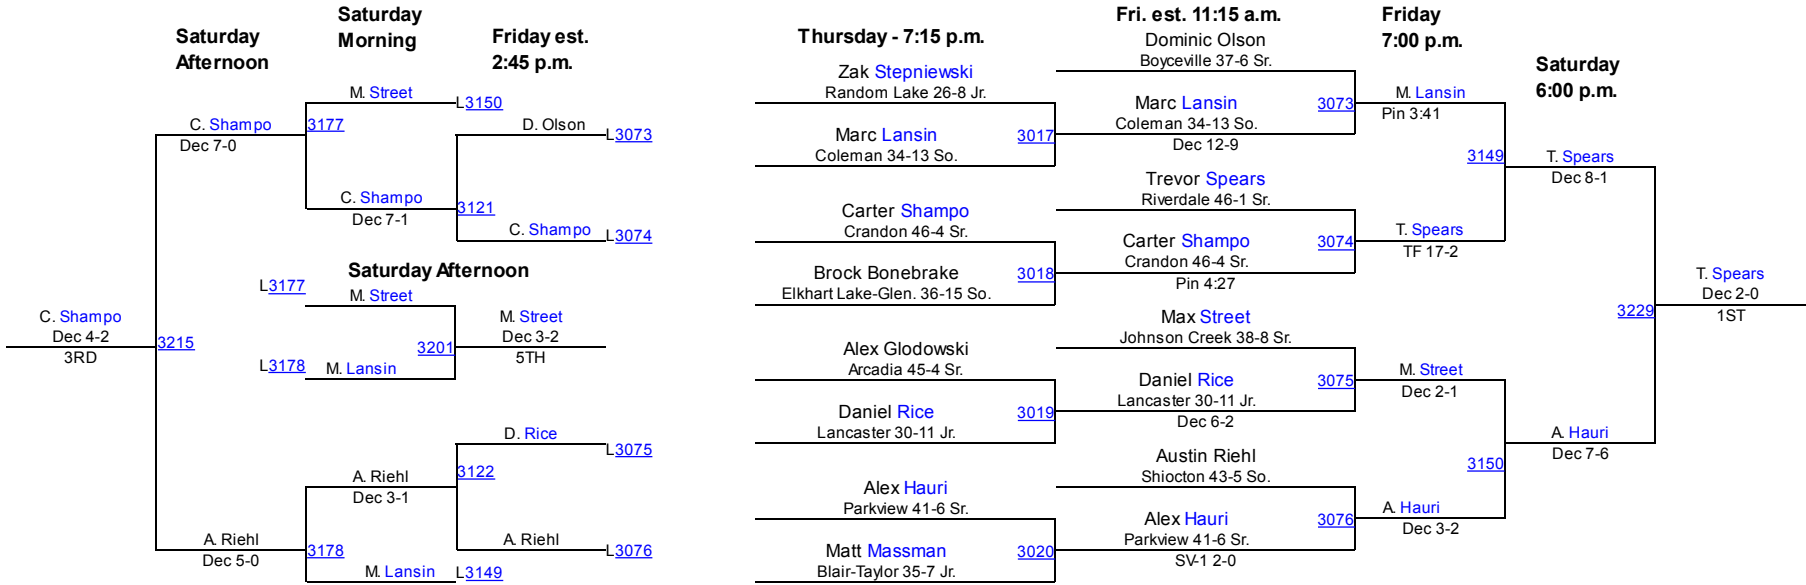 Saturday
Afternoon
Saturday
Morning
Friday est.
2:45 p.m.
M. Street
L3150
C. Shampo
3177
Dec 7-0
D. Olson
L3073
C. Shampo
Dec 7-1
3121
C. Shampo
L3074
Saturday Afternoon
L3177
M. Street
C. Shampo
Dec 4-2
3RD
3215
3201
M. Street
Dec 3-2
5TH
L3178
M. Lansin
D. Rice
L3075
3122
A. Riehl
Dec 3-1
A. Riehl
L3076
A. Riehl
Dec 5-0
3178
M. Lansin
L3149
Thursday - 7:15 p.m.
Zak Stepniewski
Random Lake 26-8 Jr.
Marc Lansin
Coleman 34-13 So.
3017
Carter Shampo
Crandon 46-4 Sr.
Brock Bonebrake
Elkhart Lake-Glen. 36-15 So.
3018
Alex Glodowski
Arcadia 45-4 Sr.
Daniel Rice
Lancaster 30-11 Jr.
3019
Alex Hauri
Parkview 41-6 Sr.
Matt Massman
Blair-Taylor 35-7 Jr.
3020
Fri. est. 11:15 a.m.
Dominic Olson
Boyceville 37-6 Sr.
Marc Lansin
Coleman 34-13 So.
Dec 12-9
3073
Trevor Spears
Riverdale 46-1 Sr.
Carter Shampo
Crandon 46-4 Sr.
Pin 4:27
3074
Max Street
Johnson Creek 38-8 Sr.
Daniel Rice
Lancaster 30-11 Jr.
Dec 6-2
3075
Austin Riehl
Shiocton 43-5 So.
Alex Hauri
Parkview 41-6 Sr.
SV-1 2-0
3076
Friday
7:00 p.m.
M. Lansin
Pin 3:41
3149
T. Spears
TF 17-2
M. Street
Dec 2-1
3150
A. Hauri
Dec 3-2
Saturday
6:00 p.m.
T. Spears
Dec 8-1
3229
A. Hauri
Dec 7-6
T. Spears
Dec 2-0
1ST